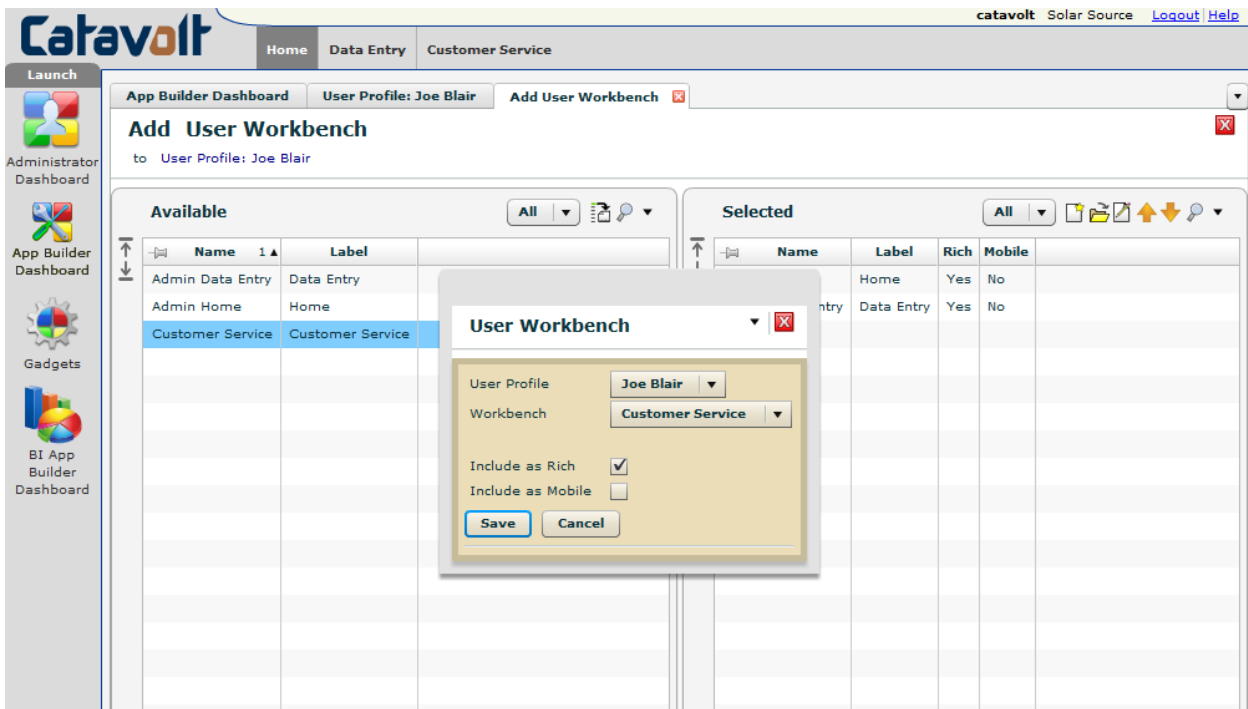 catavolt Solar Source Logout Help
Catavolt
Home Data Entry Customer Service
Launch
Administrator
Dashboard
App Builder
Dashboard
Gadgets
BI App
Builder
Dashboard
App Builder Dashboard User Profile: Joe Blair Add User Workbench
Add User Workbench
to User Profile: Joe Blair
Available All
Name 1 Label
Admin Data Entry Data Entry
Admin Home Home
Customer Service Customer Service
Selected All
Name Label Rich Mobile
Home Yes No
ntry Data Entry Yes No
User Workbench
User Profile Joe Blair
Workbench Customer Service
Include as Rich
Include as Mobile
Save Cancel